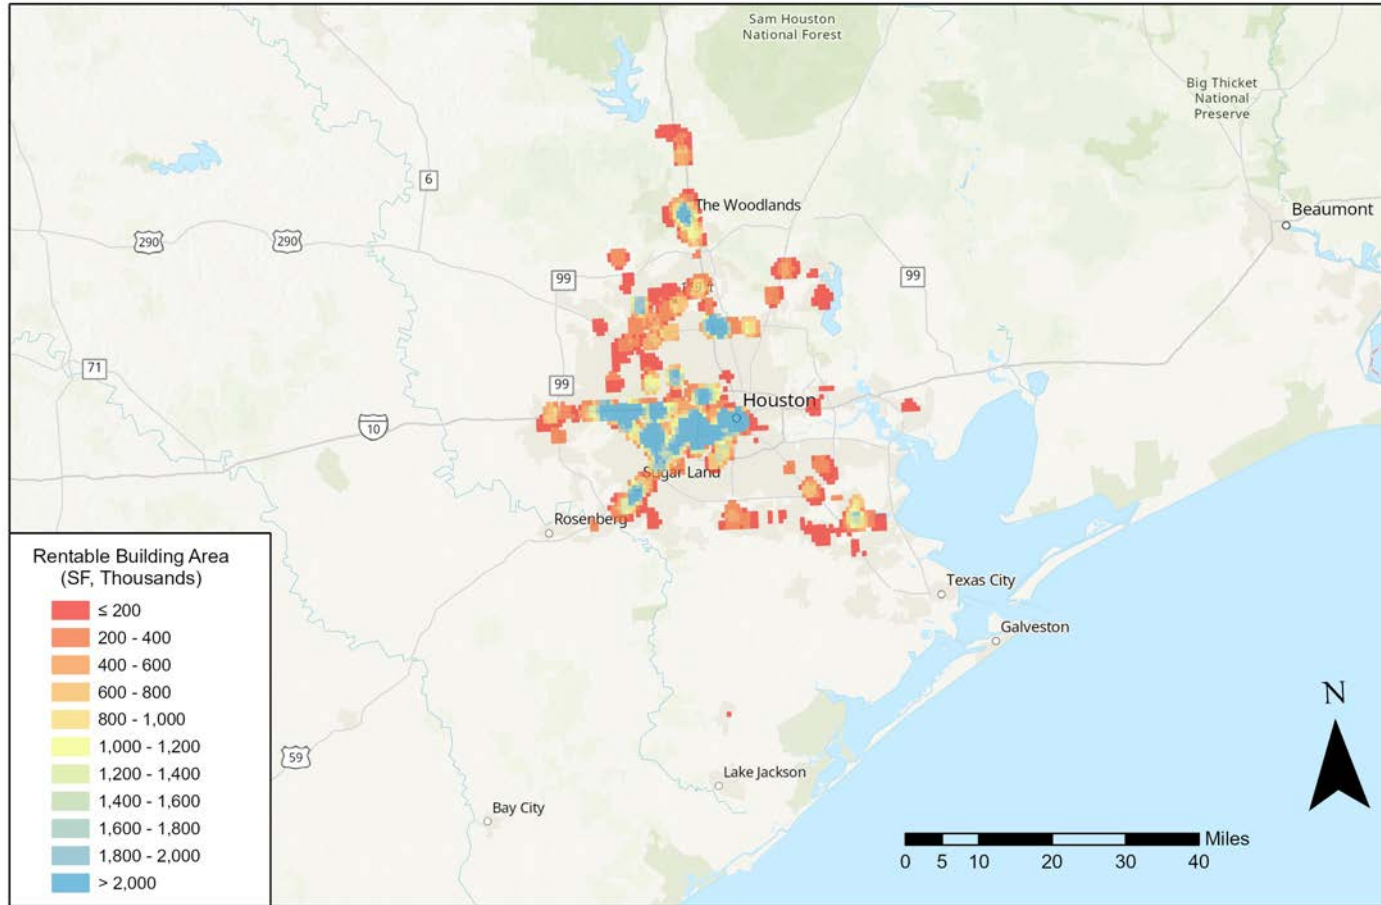 Sam Houston
National Forest
Big Thicket
National
Preserve
6
The Woodlands
Beaumont
290
290
99
99
71
99
Houston
10
Sugar Land
Rosenberg
Rentable Building Area
(SF, Thousands)
≤ 200
200 - 400
400 - 600
600 - 800
800 - 1,000
1,000 - 1,200
1,200 - 1,400
1,400 - 1,600
1,600 - 1,800
1,800 - 2,000
> 2,000
Texas City
Galveston
N
59
Lake Jackson
Bay City
Miles
0 5 10 20 30 40